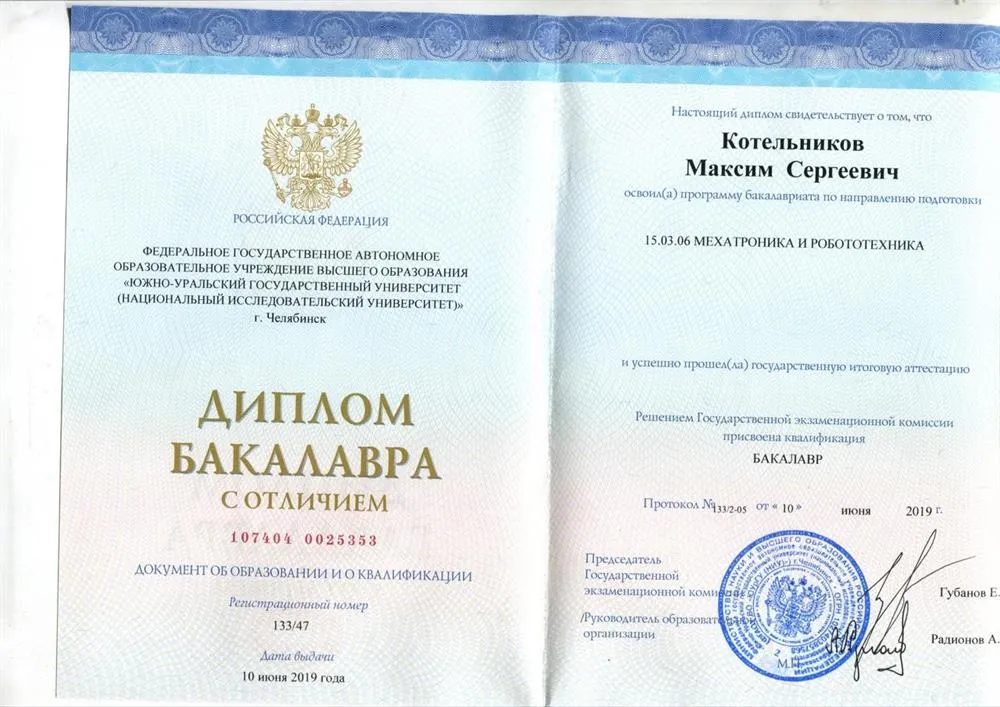 РОССИЙСКАЯ ФЕДЕРАЦИЯ
ФЕДЕРАЛЬНОЕ ГОСУДАРСТВЕННОЕ АВТОНОМНОЕ
ОБРАЗОВАТЕЛЬНОЕ УЧРЕЖДЕНИЕ ВЫСШЕГО ОБРАЗОВАНИЯ
«ЮЖНО-УРАЛЬСКИЙ ГОСУДАРСТВЕННЫЙ УНИВЕРСИТЕТ
(НАЦИОНАЛЬНЫЙ ИССЛЕДОВАТЕЛЬСКИЙ УНИВЕРСИТЕТ)»
г. Челябинск
ДИПЛОМ
БАКАЛАВРА
С ОТЛИЧИЕМ
107404 0025353
ДОКУМЕНТ ОБ ОБРАЗОВАНИИ И О КВАЛИФИКАЦИИ
Регистрационный номер
133/47
Дата выдачи
10 июня 2019 года
Настоящий диплом свидетельствует о том, что
Котельников
Максим Сергеевич
освоил(а) программу бакалавриата по направлению подготовки
15.03.06 МЕХАТРОНИКА И РОБОТОТЕХНИКА
и успешно прошел(ла) государственную итоговую аттестацию
Решением Государственной экзаменационной комиссии
присвоена квалификация
БАКАЛАВР
Протокол № 133/2-05 от « 10 » июня 2019 г.
Председатель
Государственной
экзаменационной
Губанов Е.
Руководитель
организации
Радионов А.
М.П.